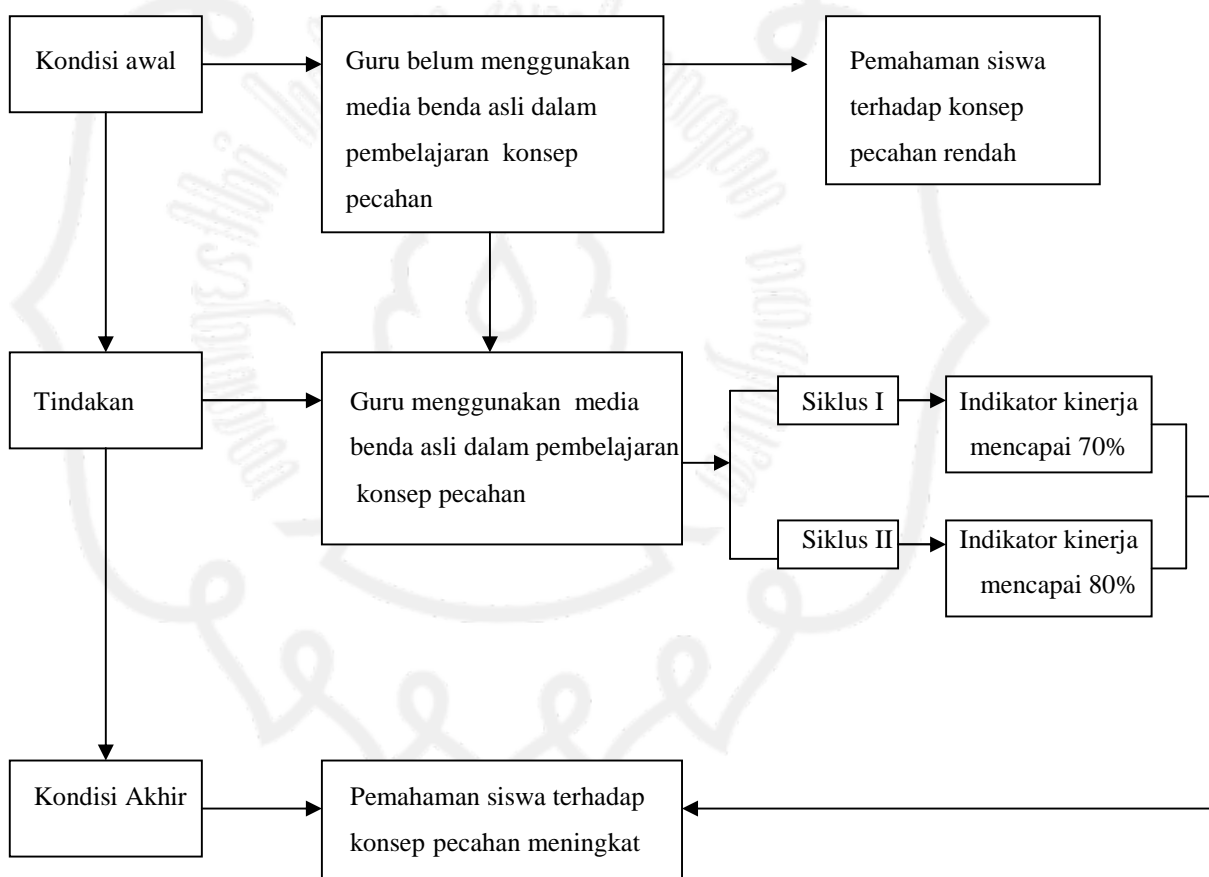 Kondisi awal
Guru belum menggunakan
media benda asli dalam
pembelajaran konsep
pecahan
Pemahaman siswa
terhadap konsep
pecahan rendah
Tindakan
Guru menggunakan media
benda asli dalam pembelajaran
konsep pecahan
Siklus I
Indikator kinerja
mencapai 70%
Siklus II
Indikator kinerja
mencapai 80%
Kondisi Akhir
Pemahaman siswa terhadap
konsep pecahan meningkat